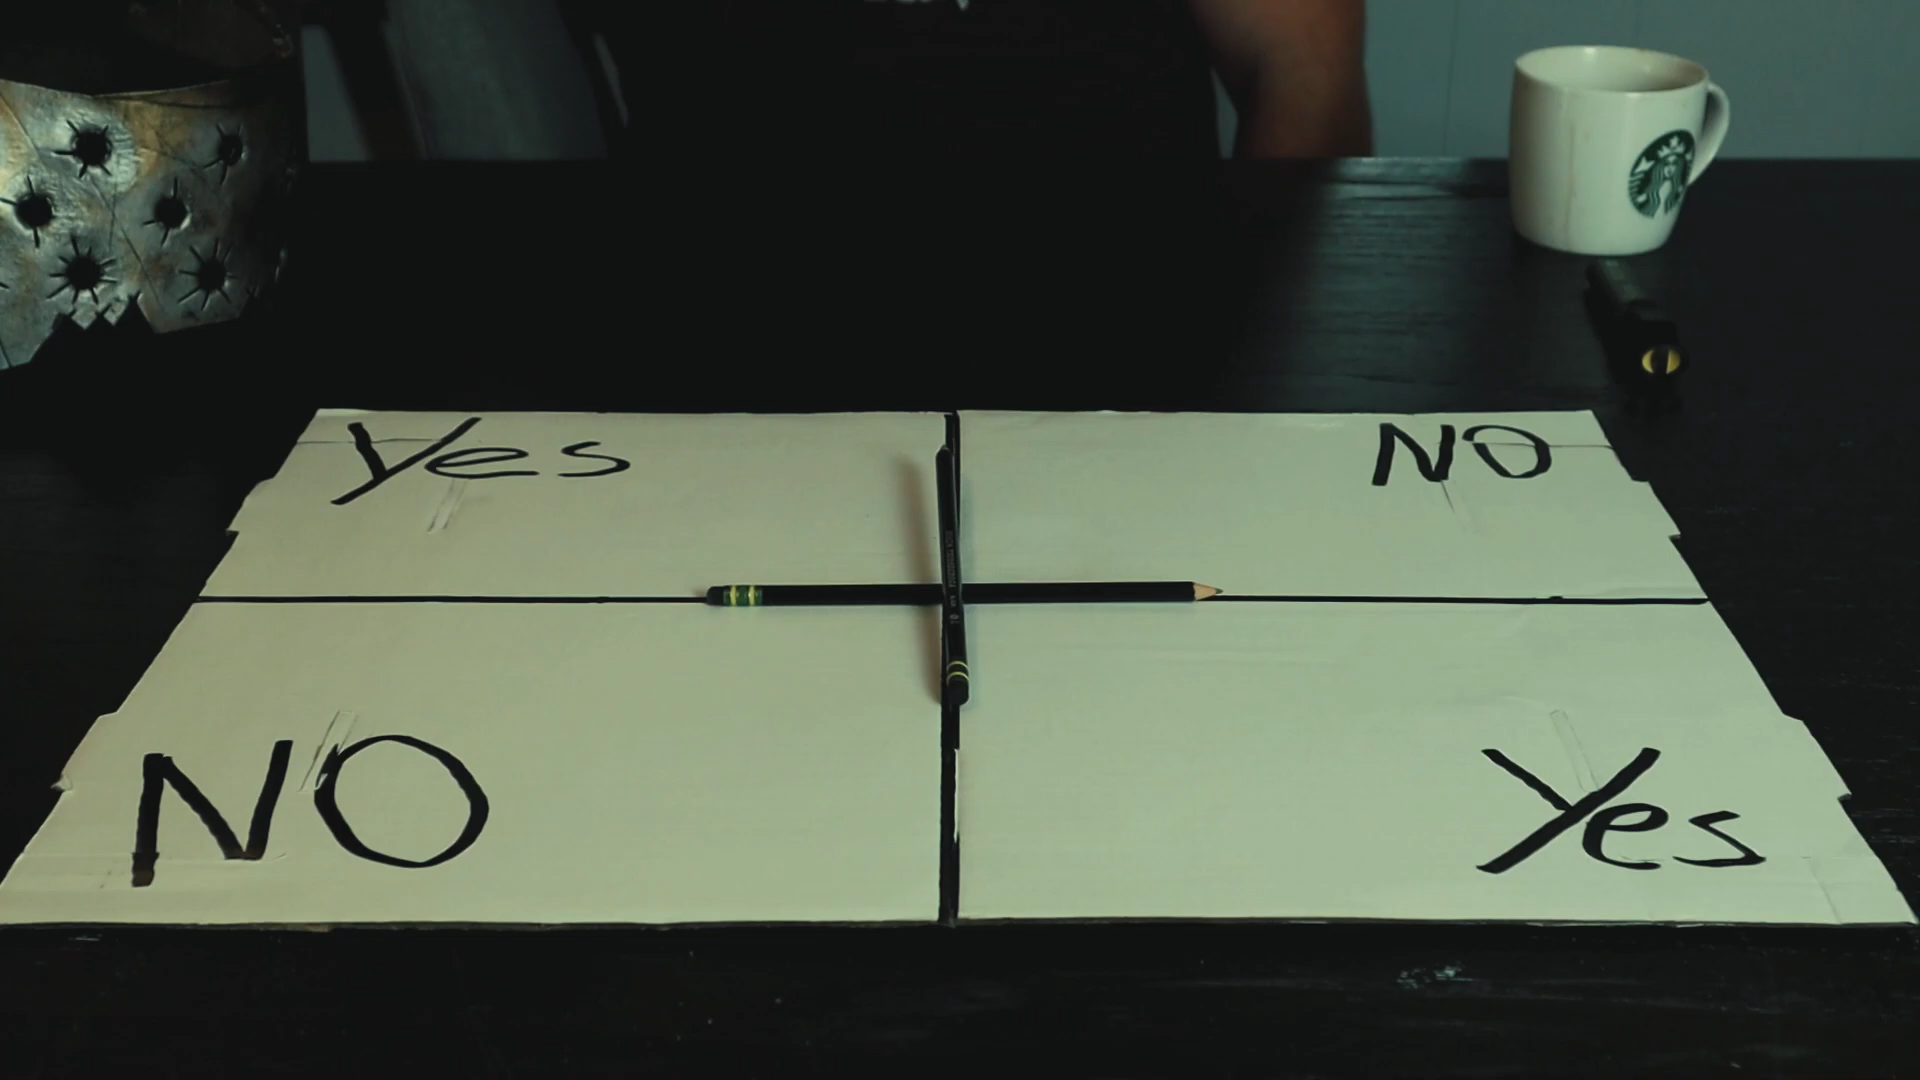 Yes NO
NO Yes